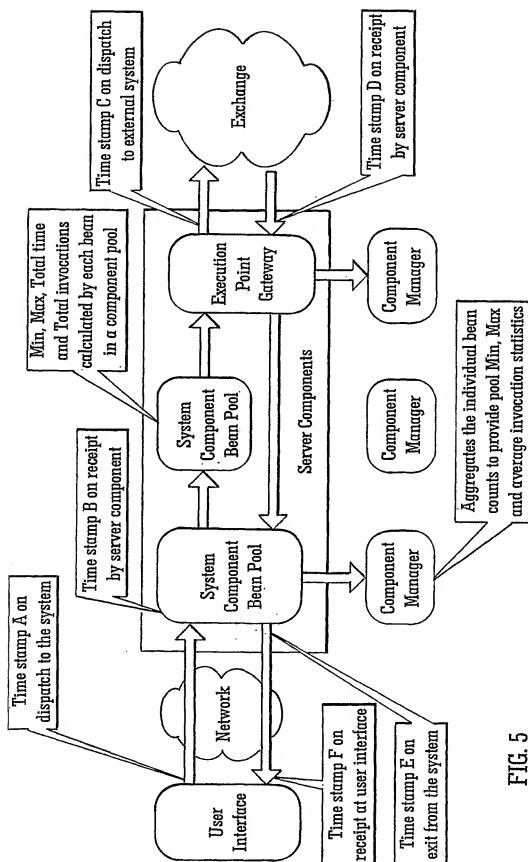 Time stamp A on
dispatch to the system
Time stamp B on receipt
by server component
Min, Max, Total time
and Total invocations
calculated by each bean
in a component pool
Time stamp C on dispatch
to external system
User
Interface
Network
System
Component
Bean Pool
System
Component
Bean Pool
Execution
Point
Gateway
Exchange
Server Components
Time stamp F on
receipt at user interface
Time stamp E on
exit from the system
Time stamp D on receipt
by server component
Component
Manager
Component
Manager
Component
Manager
Aggregates the individual bean
counts to provide pool Min, Max
and average invocation statistics
FIG. 5